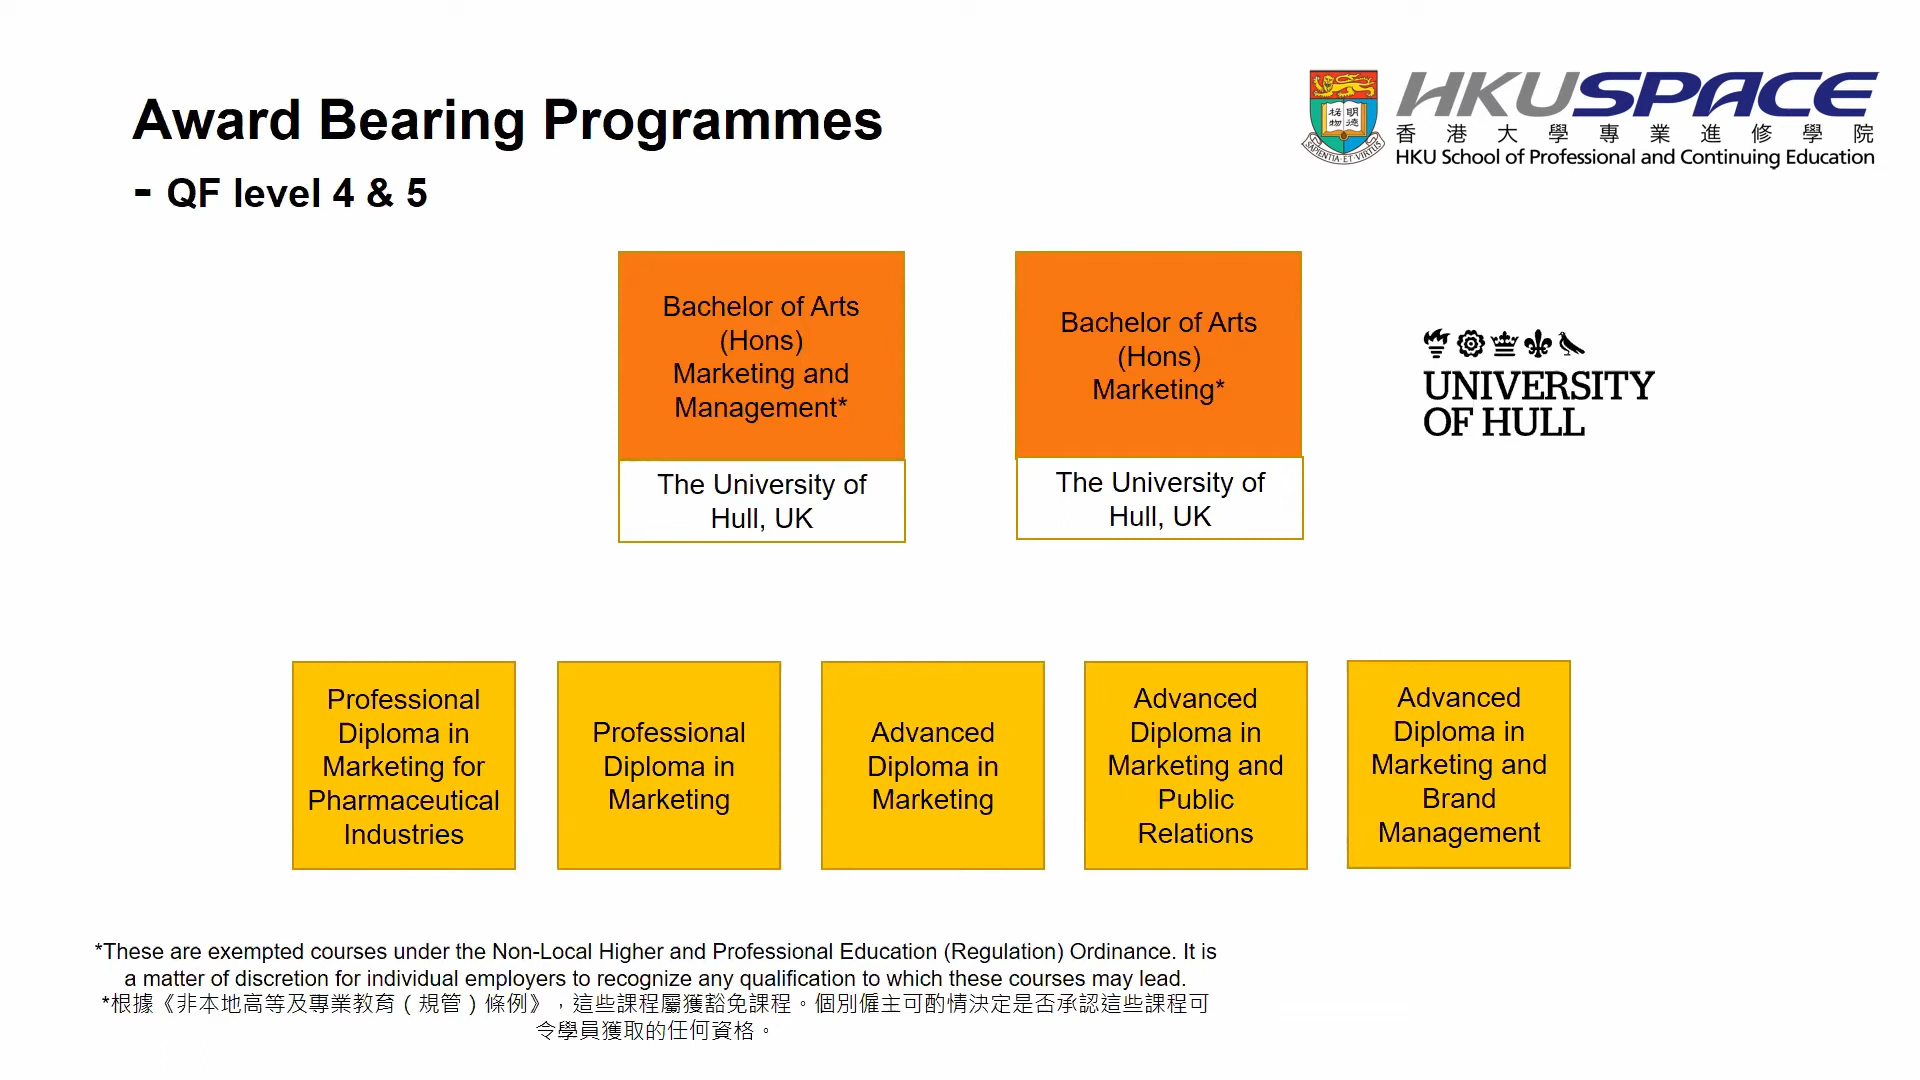 Award Bearing Programmes
- QF level 4 & 5
HKUSPACE
香港大學專業進修學院
HKU School of Professional and Continuing Education
明德
格物
SAPIENTIA·ET·VIRTUS
Bachelor of Arts
(Hons)
Marketing and
Management*
The University of
Hull, UK
Bachelor of Arts
(Hons)
Marketing*
The University of
Hull, UK
UNIVERSITY
OF HULL
Professional
Diploma in
Marketing for
Pharmaceutical
Industries
Professional
Diploma in
Marketing
Advanced
Diploma in
Marketing
Advanced
Diploma in
Marketing and
Public
Relations
Advanced
Diploma in
Marketing and
Brand
Management
*These are exempted courses under the Non-Local Higher and Professional Education (Regulation) Ordinance. It is
a matter of discretion for individual employers to recognize any qualification to which these courses may lead.
*根據《非本地高等及專業教育（規管）條例》，這些課程屬獲豁免課程。個別僱主可酌情決定是否承認這些課程可
令學員獲取的任何資格。